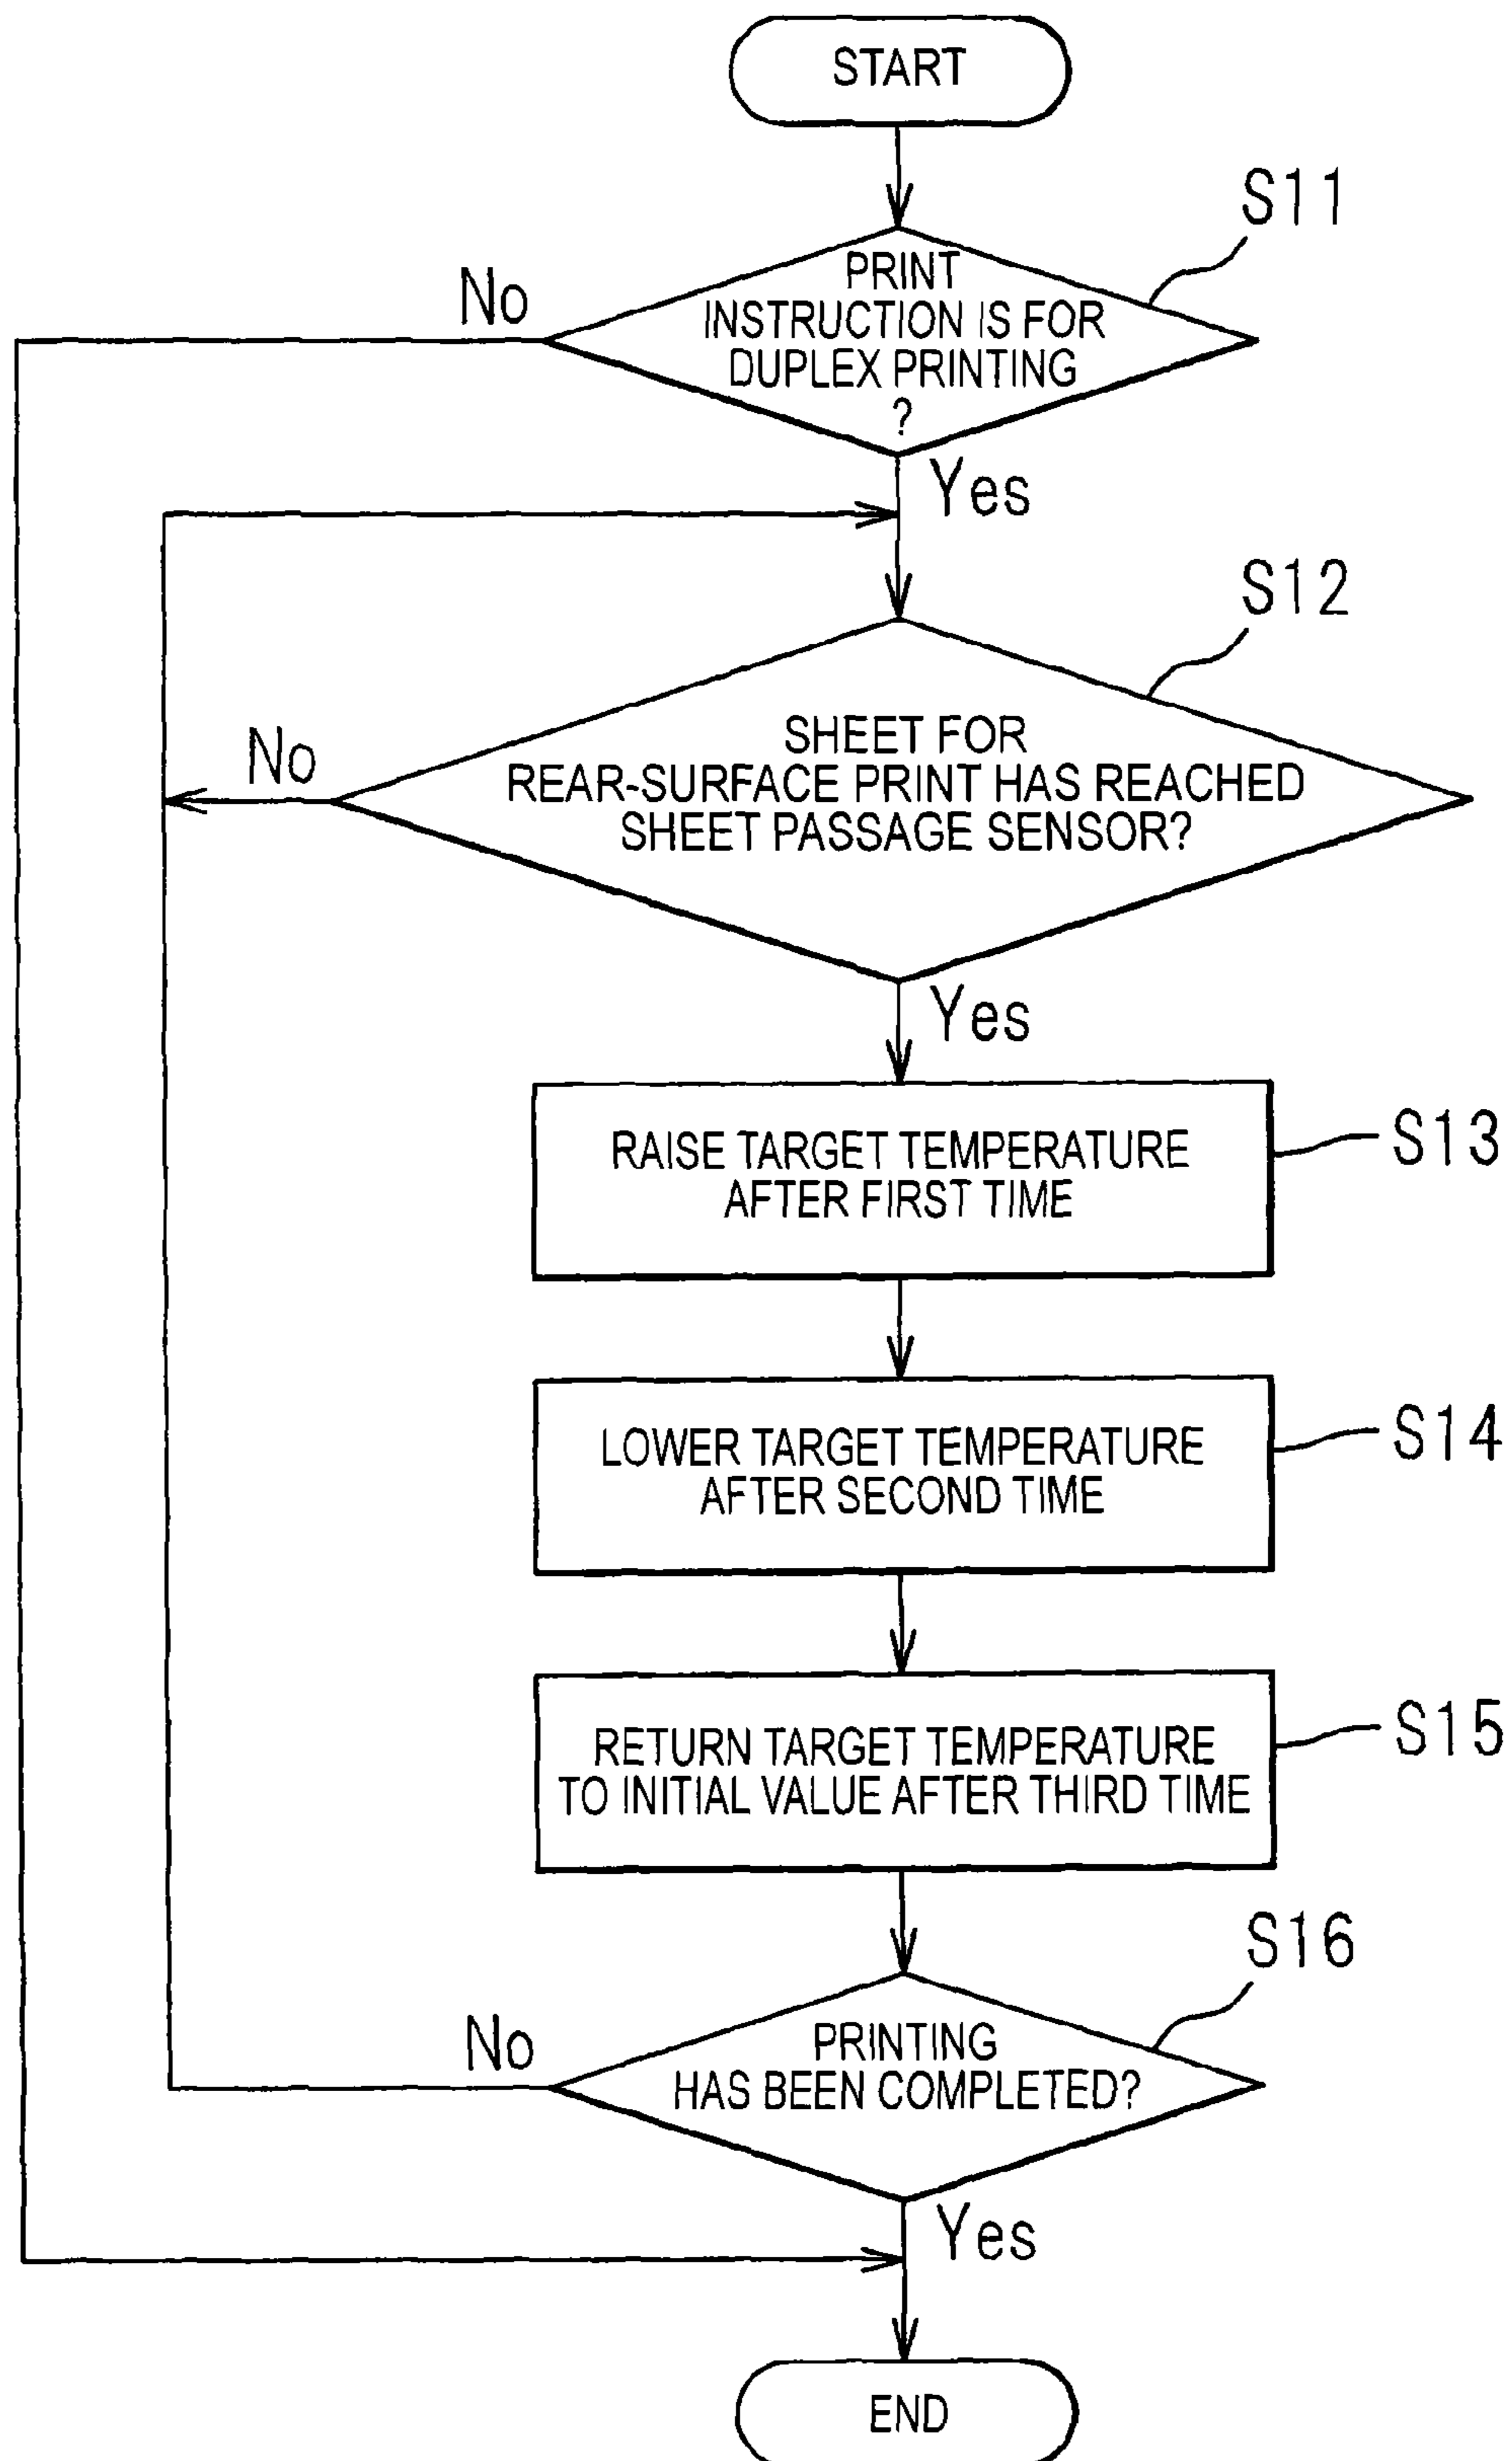 START
S11
No
PRINT
INSTRUCTION IS FOR
DUPLEX PRINTING
?
Yes
S12
No
SHEET FOR
REAR-SURFACE PRINT HAS REACHED
SHEET PASSAGE SENSOR?
Yes
RAISE TARGET TEMPERATURE
AFTER FIRST TIME
S13
LOWER TARGET TEMPERATURE
AFTER SECOND TIME
S14
RETURN TARGET TEMPERATURE
TO INITIAL VALUE AFTER THIRD TIME
S15
S16
No
PRINTING
HAS BEEN COMPLETED?
Yes
END